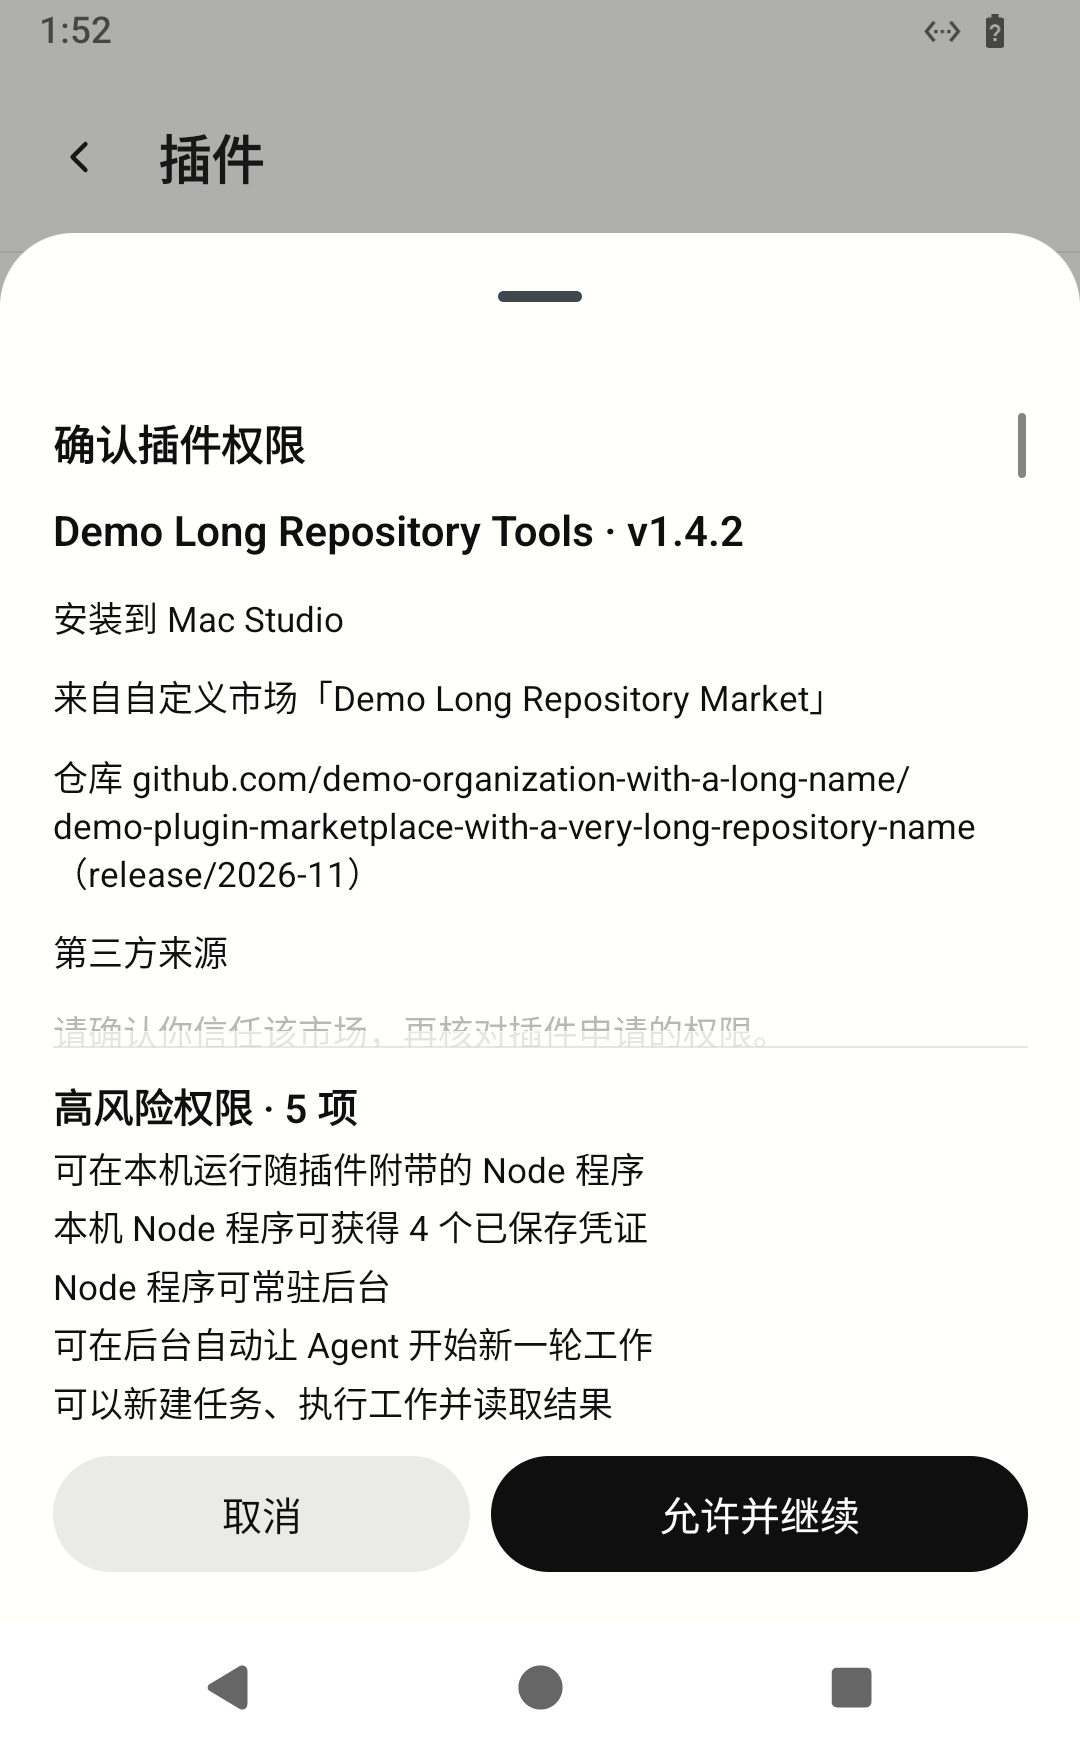 1:52
插件
确认插件权限
Demo Long Repository Tools · v1.4.2
安装到 Mac Studio
来自自定义市场「Demo Long Repository Market」
仓库 github.com/demo-organization-with-a-long-name/
demo-plugin-marketplace-with-a-very-long-repository-name
（release/2026-11）
第三方来源
请确认你信任该市场，再核对插件申请的权限。
高风险权限 · 5 项
可在本机运行随插件附带的 Node 程序
本机 Node 程序可获得 4 个已保存凭证
Node 程序可常驻后台
可在后台自动让 Agent 开始新一轮工作
可以新建任务、执行工作并读取结果
取消
允许并继续